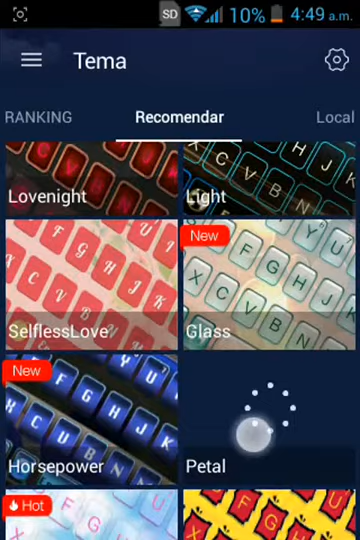 SD 10% 4:49 a.m.
Tema
RANKING Recomendar Local
Lovenight Light
New
SelflessLove Glass
New
Horsepower Petal
Hot